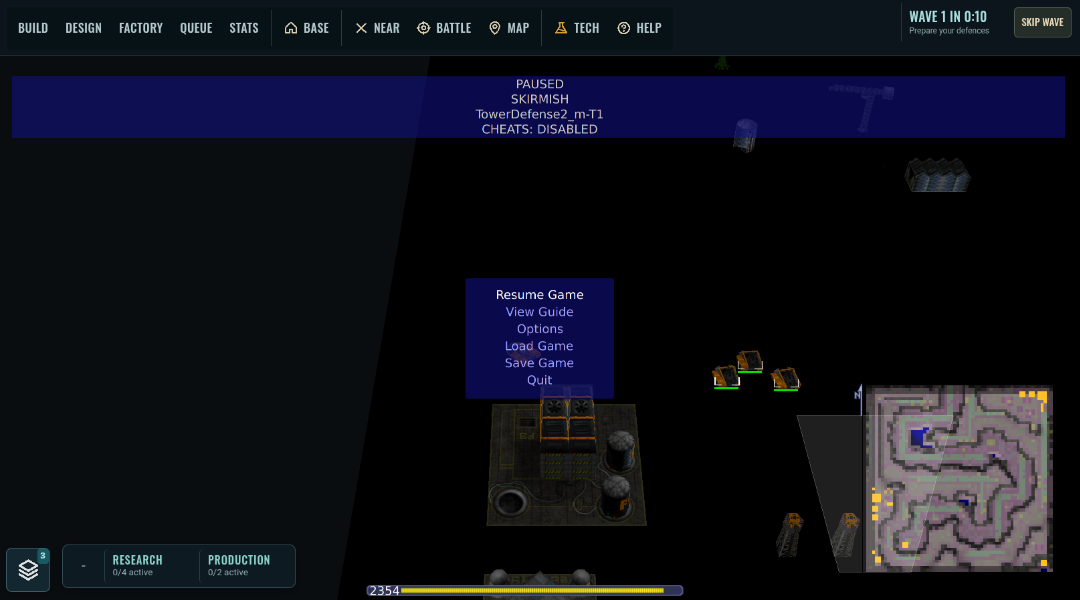 BUILD DESIGN FACTORY QUEUE STATS BASE NEAR BATTLE MAP TECH HELP
WAVE 1 IN 0:10
Prepare your defences
SKIP WAVE
PAUSED
SKIRMISH
TowerDefense2_m-T1
CHEATS: DISABLED
Resume Game
View Guide
Options
Load Game
Save Game
Quit
N
3
-
RESEARCH
0/4 active
PRODUCTION
0/2 active
2354